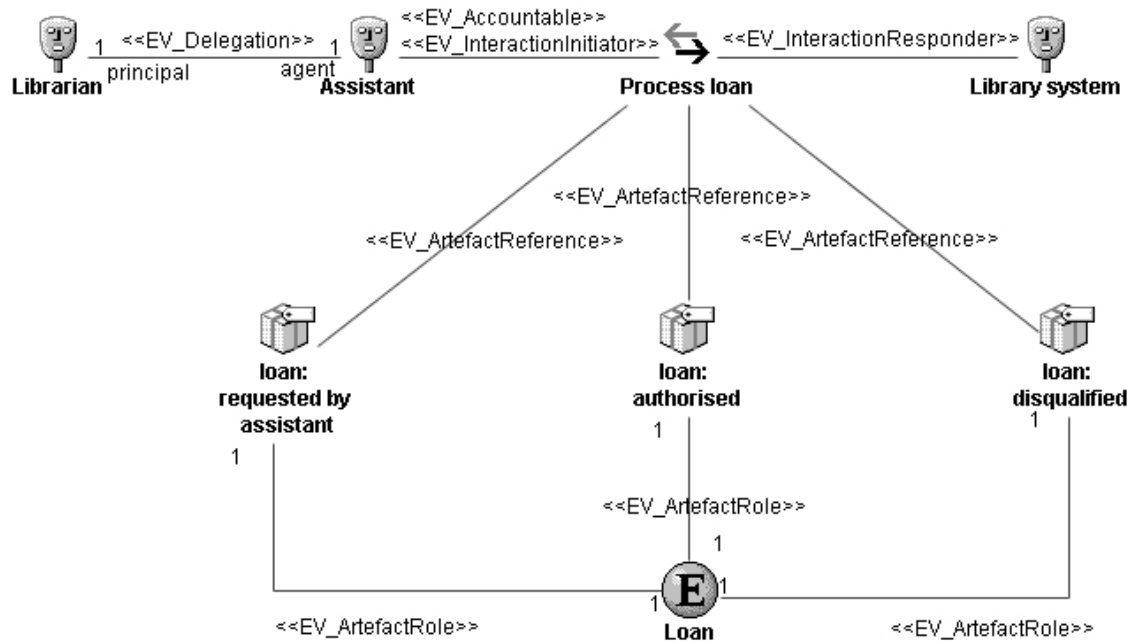 <<EV_Accountable>>
1 <<EV_Delegation>> 1 <<EV_InteractionInitiator>> <<EV_InteractionResponder>>
principal agent
Librarian Assistant Process loan Library system
<<EV_ArtefactReference>>
<<EV_ArtefactReference>> <<EV_ArtefactReference>>
loan: loan: loan:
requested by authorised disqualified
assistant
1 1 1
<<EV_ArtefactRole>>
1
1 E 1
<<EV_ArtefactRole>> Loan <<EV_ArtefactRole>>